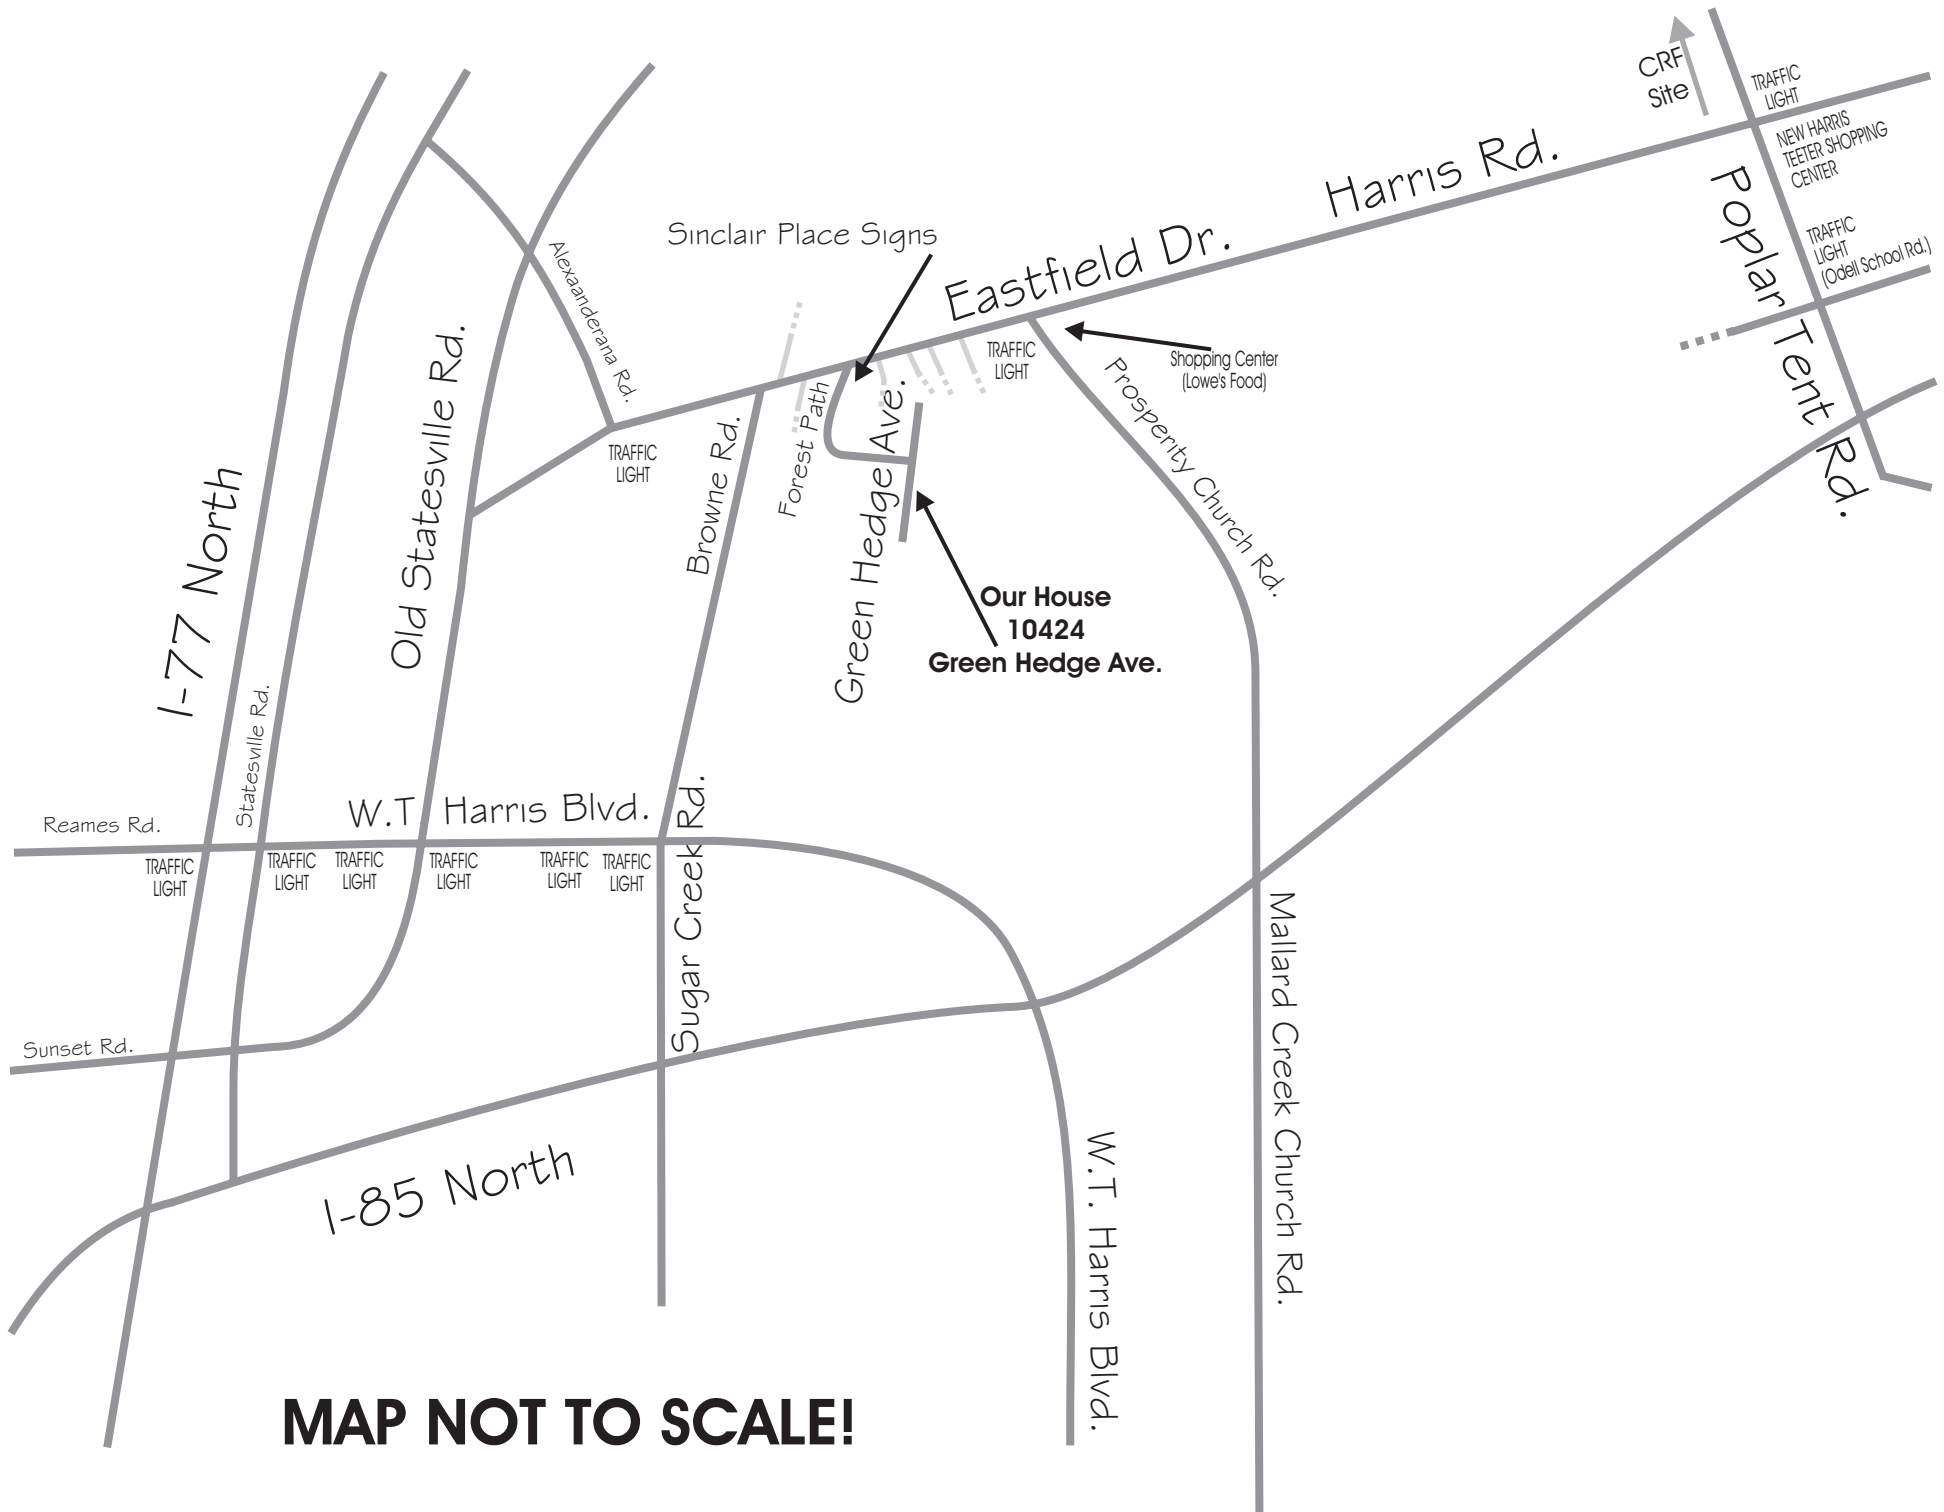 CRF
Site
TRAFFIC
LIGHT
NEW HARRIS
TEETER SHOPPING
CENTER
Harris Rd.
Poplar Tent Rd.
TRAFFIC
LIGHT
(Odell School Rd.)
Sinclair Place Signs
Eastfield Dr.
Alexaanderana Rd.
TRAFFIC
LIGHT
Shopping Center
(Lowe's Food)
Old Statesville Rd.
TRAFFIC
LIGHT
Browne Rd.
Forest Path
Green Hedge Ave.
Prosperity Church Rd.
I-77 North
Our House
10424
Green Hedge Ave.
Statesville Rd.
Reames Rd.
W.T Harris Blvd.
TRAFFIC
LIGHT
TRAFFIC
LIGHT
TRAFFIC
LIGHT
TRAFFIC
LIGHT
TRAFFIC
LIGHT
TRAFFIC
LIGHT
Sugar Creek Rd.
Mallard Creek Church Rd.
Sunset Rd.
I-85 North
W.T. Harris Blvd.
MAP NOT TO SCALE!